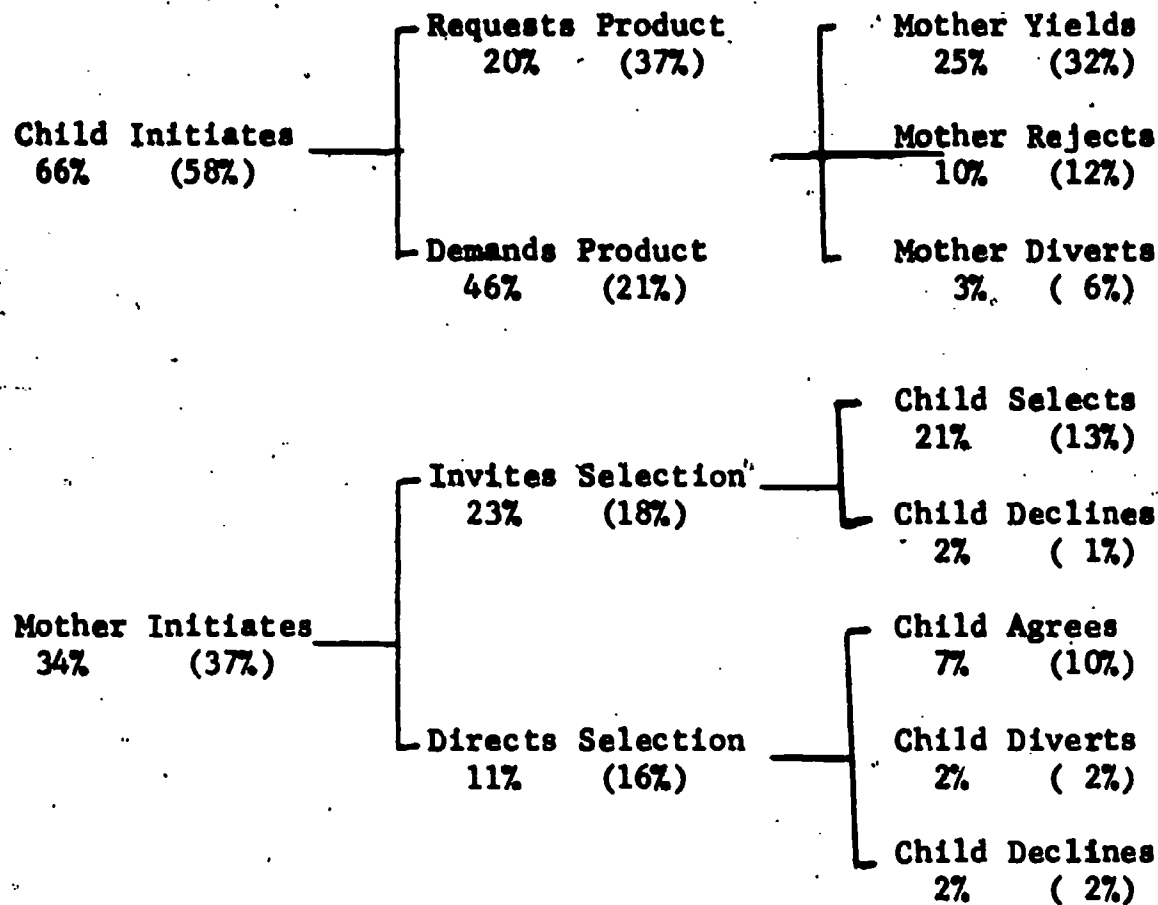 Requests Product Mother Yields
20% (37%) 25% (32%)
Child Initiates Mother Rejects
66% (58%) 10% (12%)
Demands Product Mother Diverts
46% (21%) 3% ( 6%)
Child Selects
21% (13%)
Invites Selection
23% (18%)
Child Declines
2% ( 1%)
Mother Initiates Child Agrees
34% (37%) 7% (10%)
Directs Selection Child Diverts
11% (16%) 2% ( 2%)
Child Declines
2% ( 2%)